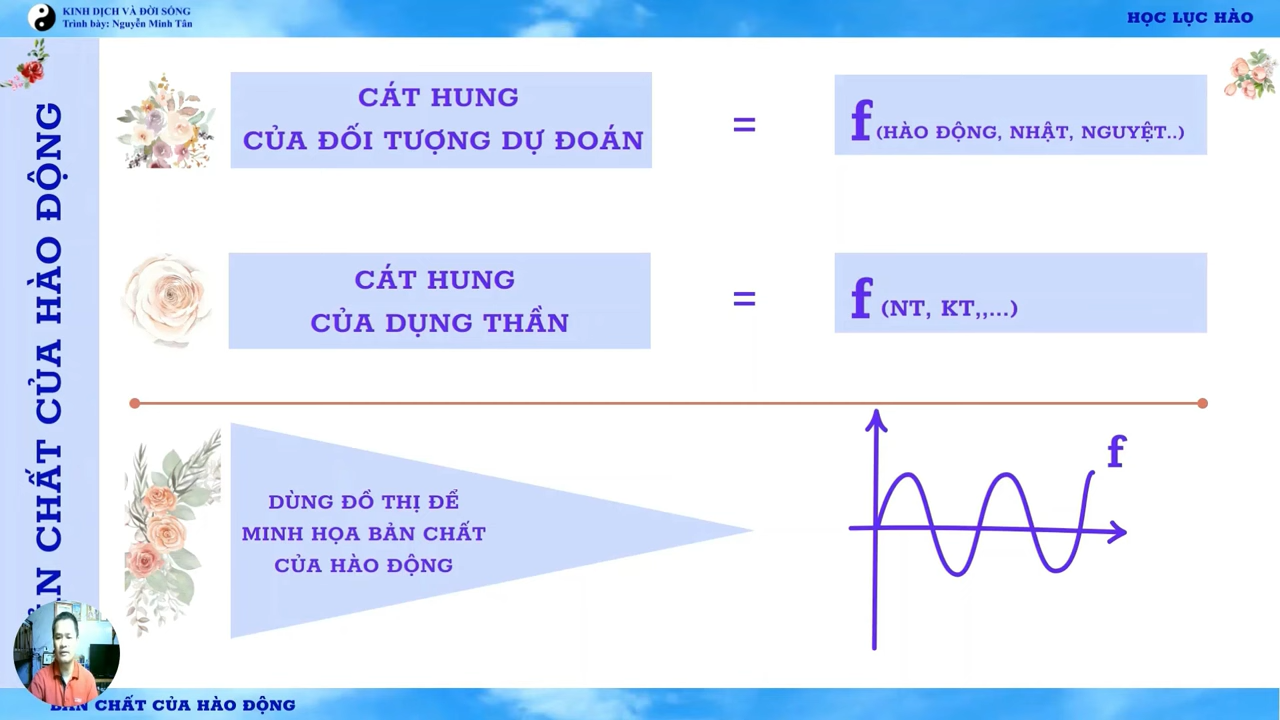 KINH DỊCH VÀ ĐỜI SỐNG
Trình bày: Nguyễn Minh Tân
HỌC LỤC HÀO
CHẤT CỦA HÀO ĐỘNG
CÁT HUNG
CỦA ĐỐI TƯỢNG DỰ ĐOÁN
=
f (HÀO ĐỘNG, NHẬT, NGUYỆT..)
CÁT HUNG
CỦA DỤNG THẦN
=
f (NT, KT,,...)
DÙNG ĐỒ THỊ ĐỂ
MINH HỌA BẢN CHẤT
CỦA HÀO ĐỘNG
f
BẢN CHẤT CỦA HÀO ĐỘNG